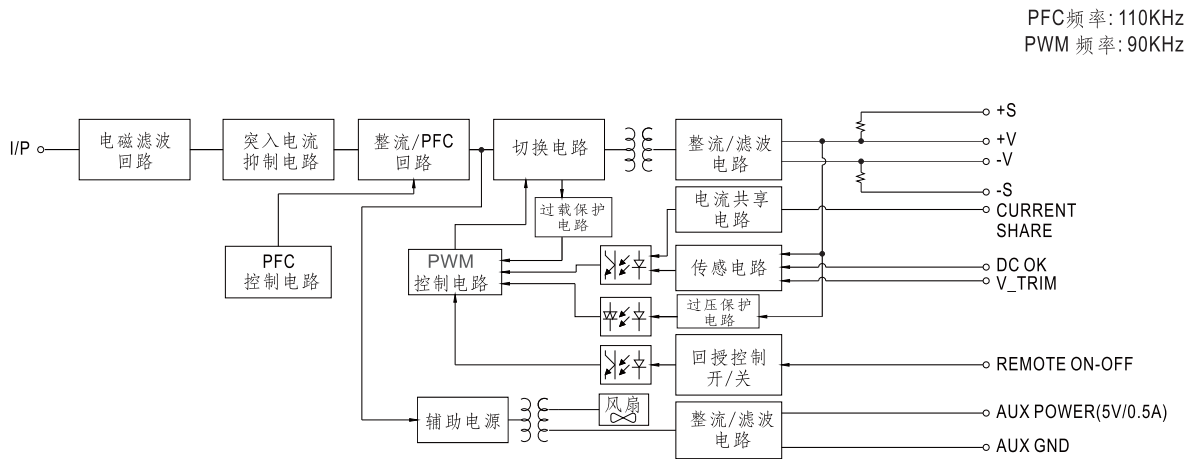 PFC频率: 110KHz
PWM 频率: 90KHz
I/P
电磁滤波
回路
突入电流
抑制电路
整流/PFC
回路
切换电路
整流/滤波
电路
+S
+V
-V
-S
CURRENT
SHARE
电流共享
电路
过载保护
电路
PFC
控制电路
PWM
控制电路
传感电路
DC OK
V_TRIM
过压保护
电路
回授控制
开/关
REMOTE ON-OFF
辅助电源
风扇
整流/滤波
电路
AUX POWER(5V/0.5A)
AUX GND